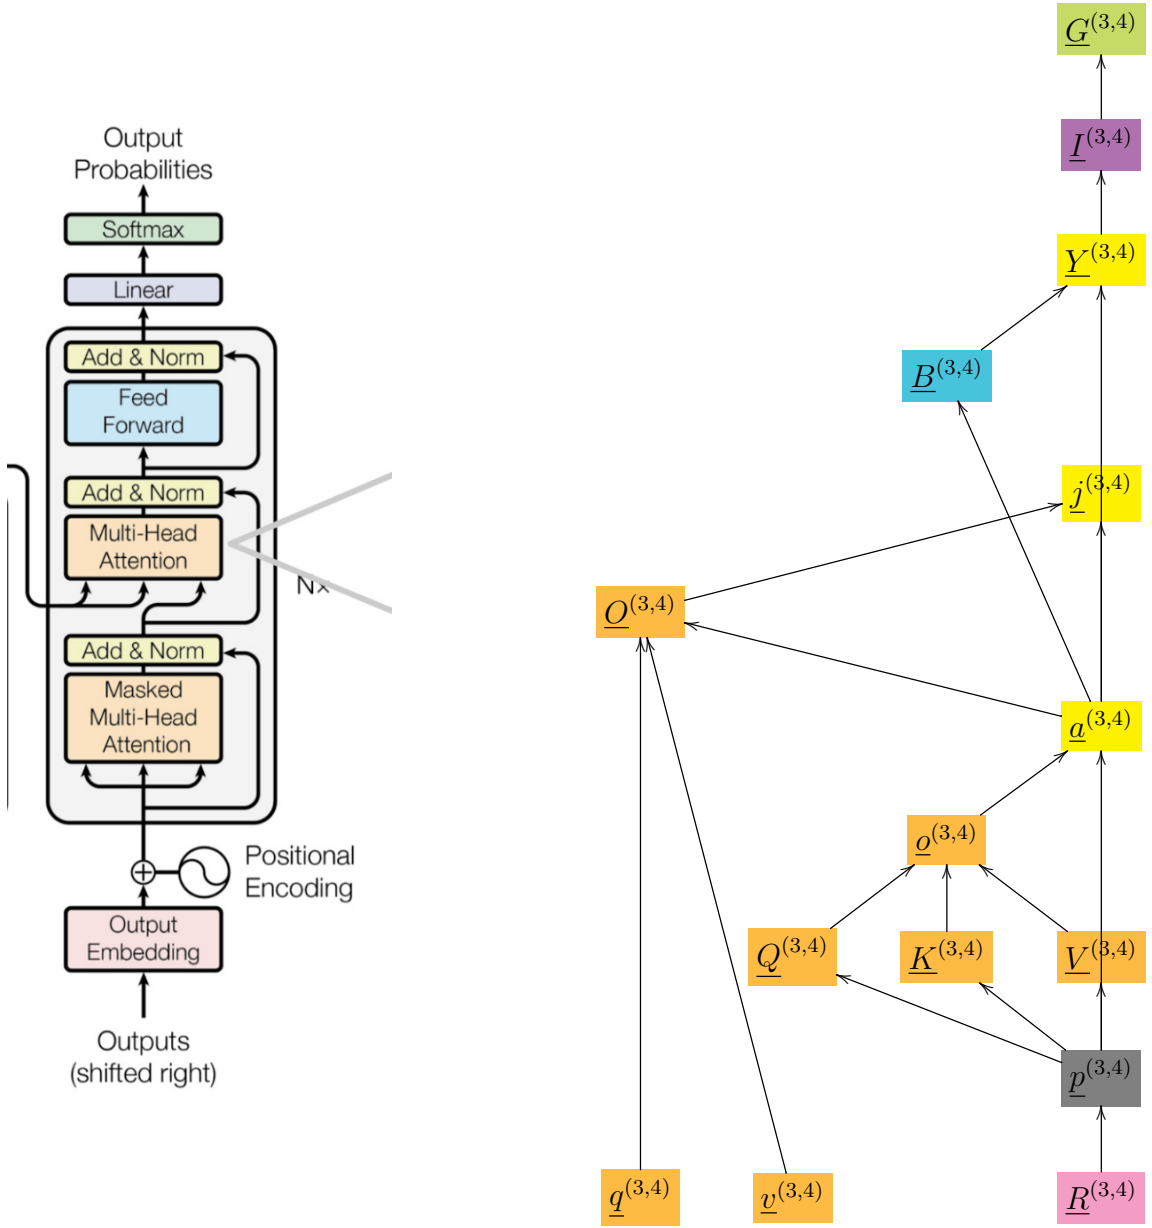 Output
Probabilities
Softmax
Linear
Add & Norm
Feed
Forward
Add & Norm
Multi-Head
Attention
N×
Add & Norm
Masked
Multi-Head
Attention
Positional
Encoding
Output
Embedding
Outputs
(shifted right)
G(3,4)
I(3,4)
Y(3,4)
B(3,4)
j(3,4)
O(3,4)
a(3,4)
o(3,4)
Q(3,4) K(3,4) V(3,4)
p(3,4)
q(3,4) v(3,4) R(3,4)